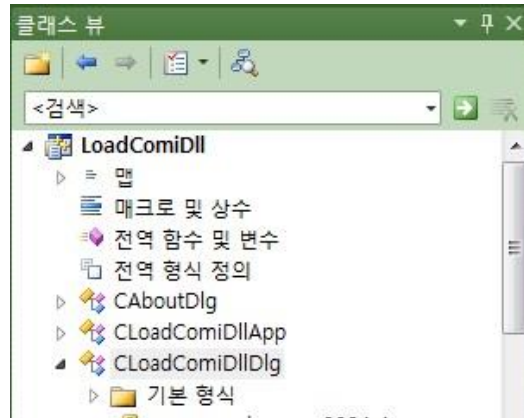 클래스 뷰
<검색>
LoadComiDll
맵
매크로 및 상수
전역 함수 및 변수
전역 형식 정의
CAboutDlg
CLoadComiDllApp
CLoadComiDllDlg
기본 형식